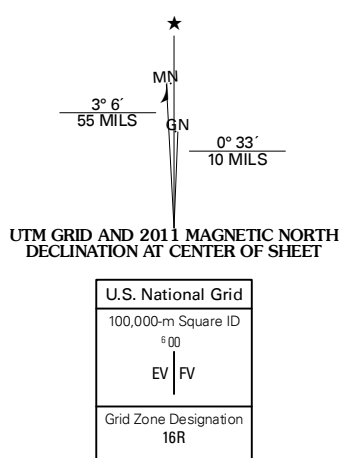 ★
MN
3° 6´
55 MILS
GN
0° 33´
10 MILS
UTM GRID AND 2011 MAGNETIC NORTH
DECLINATION AT CENTER OF SHEET
U.S. National Grid
100,000-m Square ID
⁶00
EV FV
Grid Zone Designation
16R